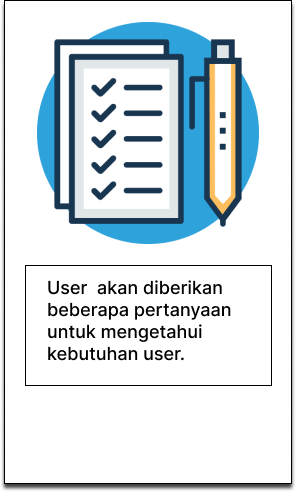 User  akan diberikan
beberapa pertanyaan
untuk mengetahui
kebutuhan user.